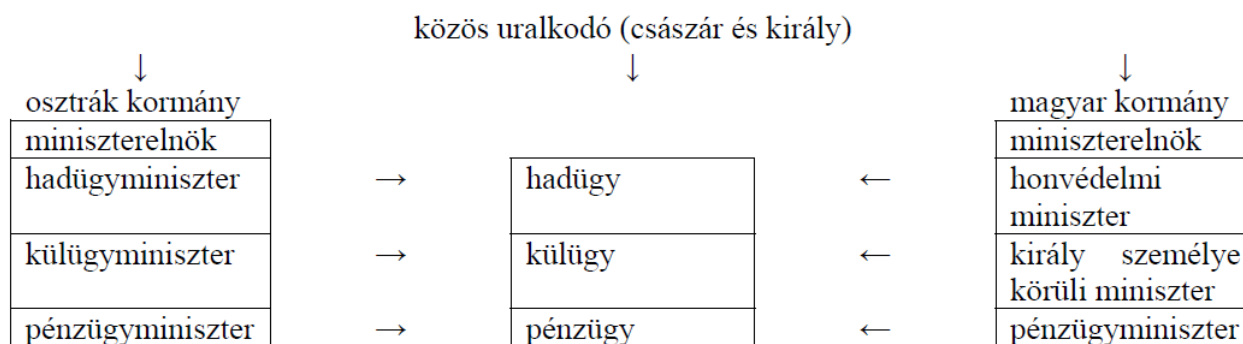 közös uralkodó (császár és király)
↓ ↓ ↓
osztrák kormány magyar kormány
miniszterelnök miniszterelnök
hadügyminiszter → hadügy ← honvédelmi
miniszter
külügyminiszter → külügy ← király személye
körüli miniszter
pénzügyminiszter → pénzügy ← pénzügyminiszter